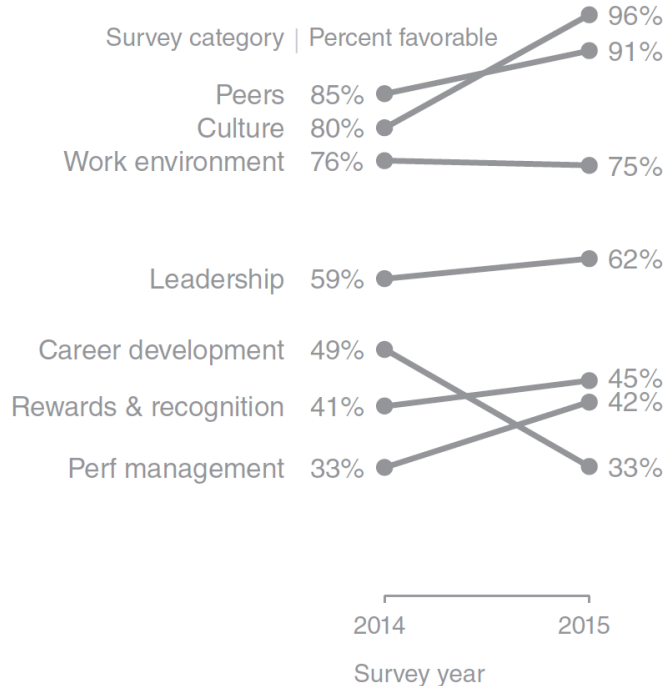 96%
Survey category | Percent favorable
91%
Peers 85%
Culture 80%
Work environment 76%
75%
Leadership 59%
62%
Career development 49%
45%
Rewards & recognition 41%
42%
Perf management 33%
33%
2014 2015
Survey year